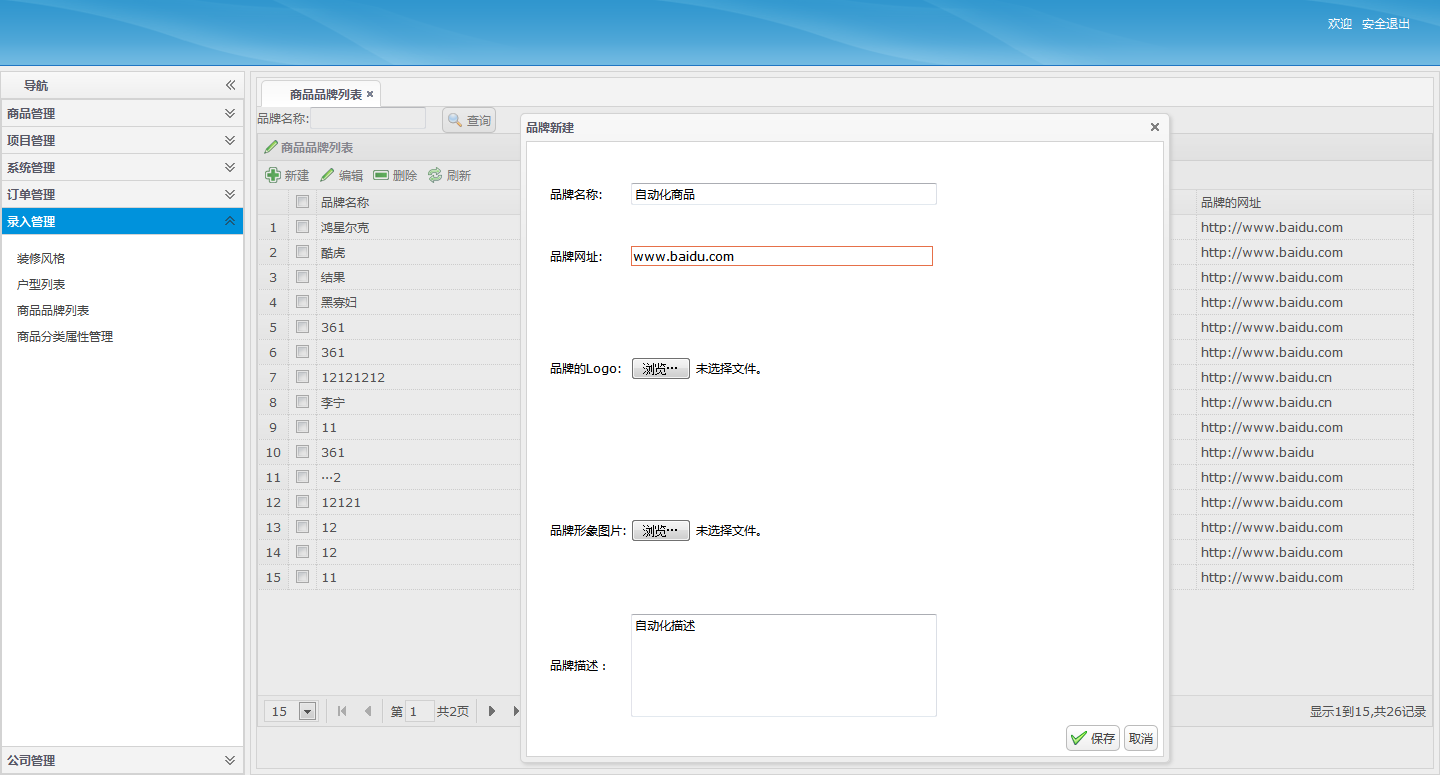 欢迎 安全退出
导航
商品管理
项目管理
系统管理
订单管理
录入管理
装修风格
户型列表
商品品牌列表
商品分类属性管理
公司管理
商品品牌列表
品牌名称: 查询
商品品牌列表
新建 编辑 删除 刷新
品牌名称 品牌的网址
1 鸿星尔克 http://www.baidu.com
2 酷虎 http://www.baidu.com
3 结果 http://www.baidu.com
4 黑寡妇 http://www.baidu.com
5 361 http://www.baidu.com
6 361 http://www.baidu.com
7 12121212 http://www.baidu.cn
8 李宁 http://www.baidu.cn
9 11 http://www.baidu.com
10 361 http://www.baidu
11 …2 http://www.baidu.com
12 12121 http://www.baidu.com
13 12 http://www.baidu.com
14 12 http://www.baidu.com
15 11 http://www.baidu.com
15 第 1 共2页 显示1到15,共26记录
品牌新建
品牌名称: 自动化商品
品牌网址: www.baidu.com
品牌的Logo: 浏览… 未选择文件。
品牌形象图片: 浏览… 未选择文件。
品牌描述: 自动化描述
保存 取消